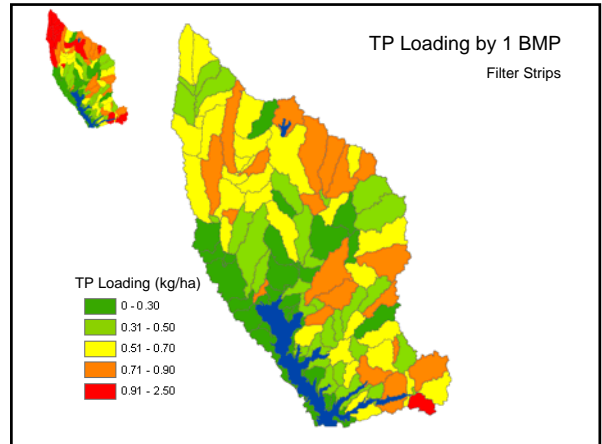 TP Loading by 1 BMP
Filter Strips
TP Loading (kg/ha)
0 - 0.30
0.31 - 0.50
0.51 - 0.70
0.71 - 0.90
0.91 - 2.50